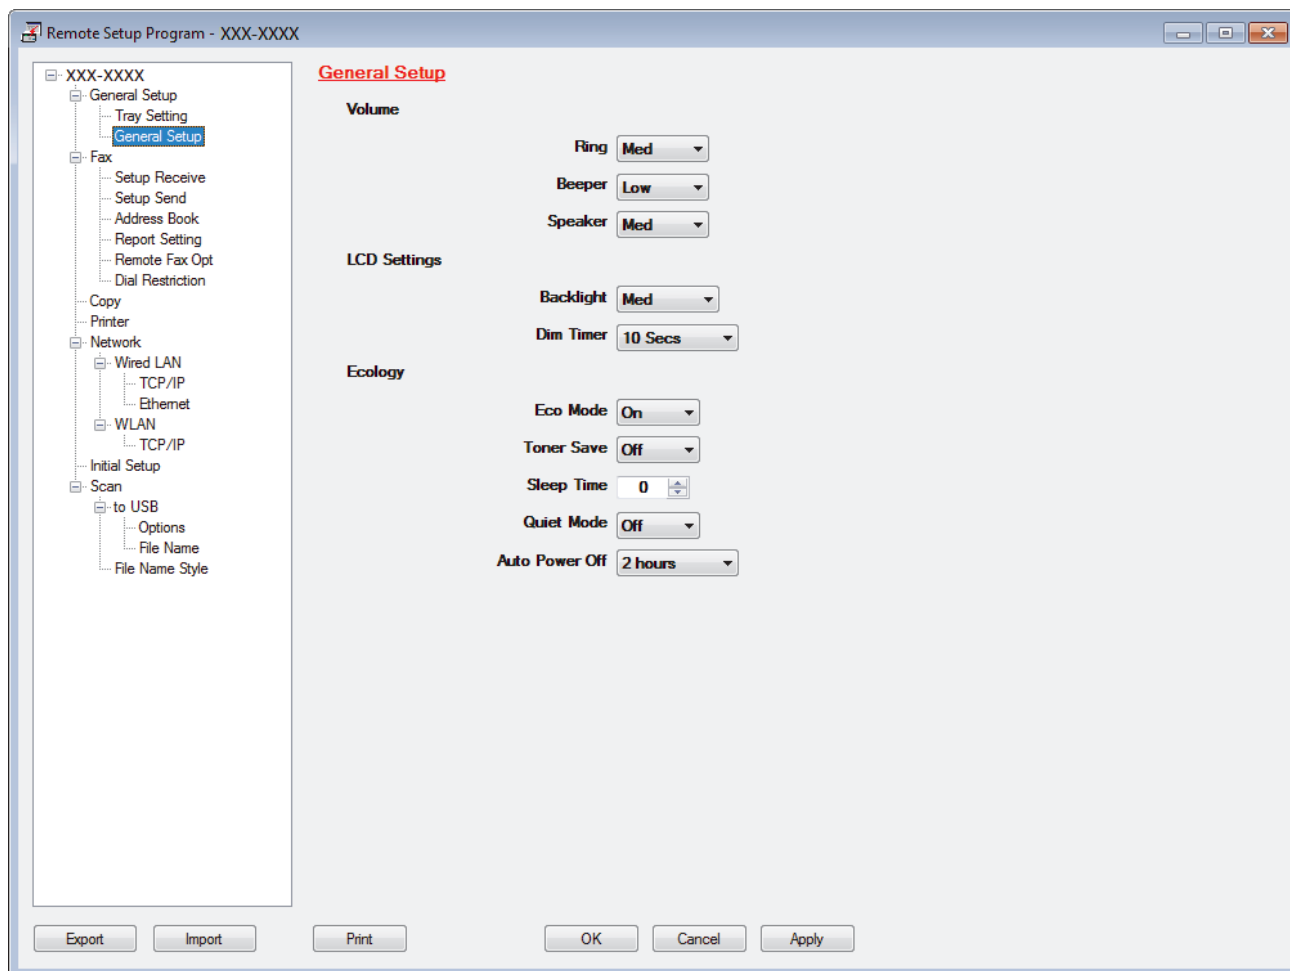 Remote Setup Program - XXX-XXXX
XXX-XXXX
General Setup
Tray Setting
General Setup
Fax
Setup Receive
Setup Send
Address Book
Report Setting
Remote Fax Opt
Dial Restriction
Copy
Printer
Network
Wired LAN
TCP/IP
Ethernet
WLAN
TCP/IP
Initial Setup
Scan
to USB
Options
File Name
File Name Style
General Setup
Volume
Ring Med
Beeper Low
Speaker Med
LCD Settings
Backlight Med
Dim Timer 10 Secs
Ecology
Eco Mode On
Toner Save Off
Sleep Time 0
Quiet Mode Off
Auto Power Off 2 hours
Export Import Print OK Cancel Apply